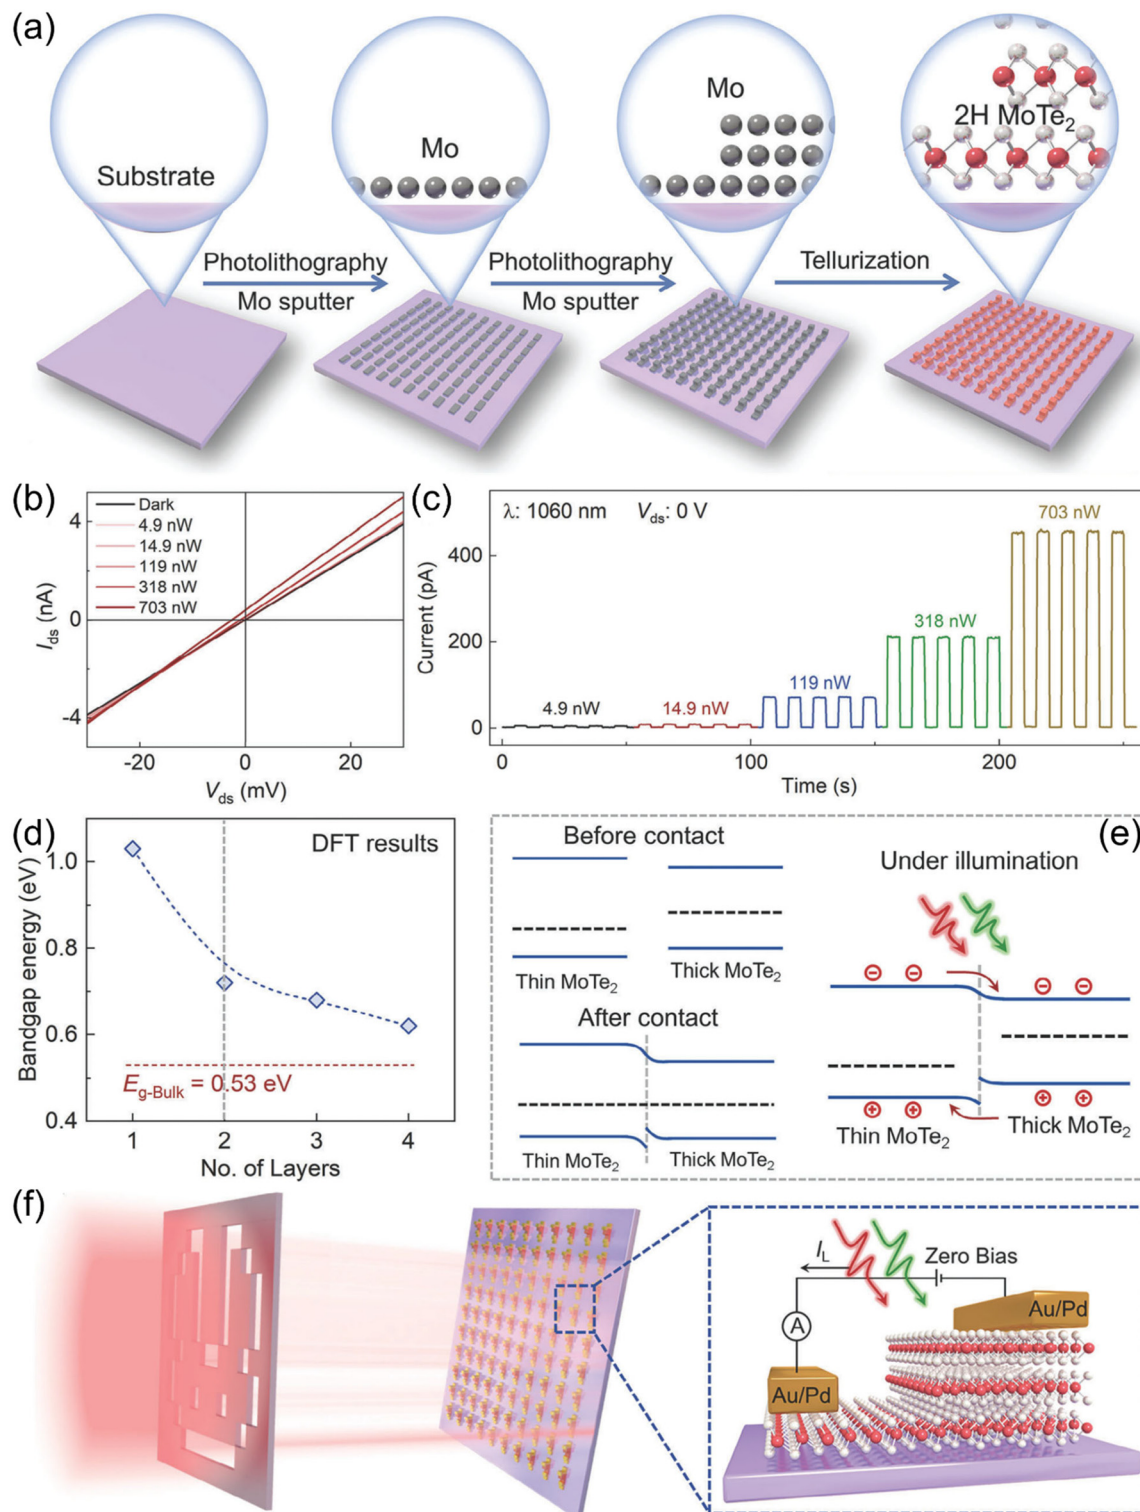 (a)
Substrate
Mo
Mo
2H MoTe₂
Photolithography
Mo sputter
Photolithography
Mo sputter
Tellurization
(b)
Dark
4.9 nW
14.9 nW
119 nW
318 nW
703 nW
4
0
-4
I_ds (nA)
-20 0 20
V_ds (mV)
(c)
λ: 1060 nm V_ds: 0 V
703 nW
318 nW
119 nW
14.9 nW
4.9 nW
400
200
0
Current (pA)
0 100 200
Time (s)
(d)
DFT results
1.0
0.8
0.6
0.4
Bandgap energy (eV)
E_g-Bulk = 0.53 eV
1 2 3 4
No. of Layers
(e)
Before contact
Thin MoTe₂
Thick MoTe₂
After contact
Thin MoTe₂
Thick MoTe₂
Under illumination
Thin MoTe₂
Thick MoTe₂
(f)
I_L
Zero Bias
A
Au/Pd
Au/Pd